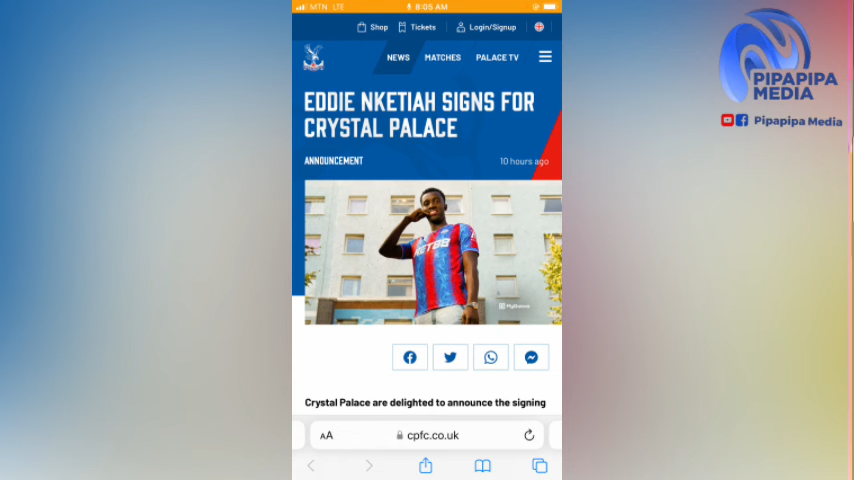 MTN LTE
8:05 AM
Shop
Tickets
Login/Signup
NEWS
MATCHES
PALACE TV
EDDIE NKETIAH SIGNS FOR
CRYSTAL PALACE
ANNOUNCEMENT
10 hours ago
NET88
Crystal Palace are delighted to announce the signing
AA
cpfc.co.uk
PIPAPIPA
MEDIA
Pipapipa Media